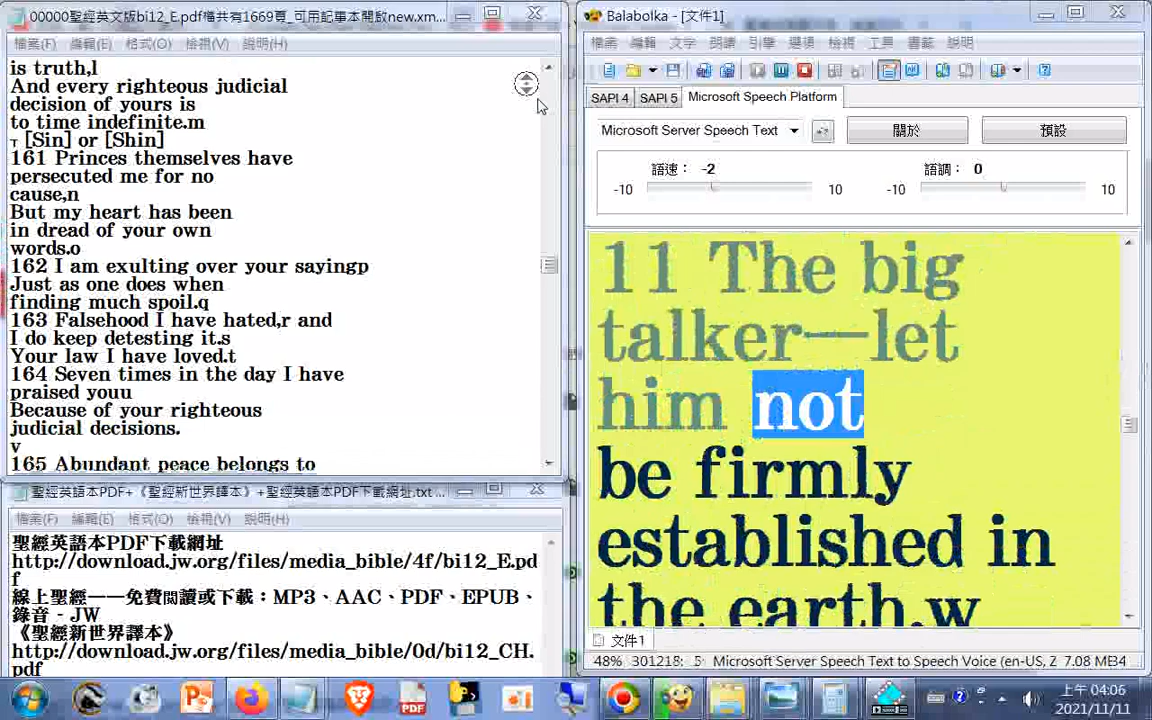 00000聖經英文版bi12_E.pdf檔共有1669頁_可用記事本開啟new.xm...
檔案(F) 編輯(E) 格式(O) 檢視(V) 說明(H)
is truth,l
And every righteous judicial
decision of yours is
to time indefinite.m
ת [Sin] or [Shin]
161 Princes themselves have
persecuted me for no
cause,n
But my heart has been
in dread of your own
words.o
162 I am exulting over your sayingp
Just as one does when
finding much spoil.q
163 Falsehood I have hated,r and
I do keep detesting it.s
Your law I have loved.t
164 Seven times in the day I have
praised youu
Because of your righteous
judicial decisions.
v
165 Abundant peace belongs to
聖經英語本PDF+《聖經新世界譯本》+聖經英語本PDF下載網址.txt ...
檔案(F) 編輯(E) 格式(O) 檢視(V) 說明(H)
聖經英語本PDF下載網址
http://download.jw.org/files/media_bible/4f/bi12_E.pd
f
線上聖經——免費閱讀或下載：MP3、AAC、PDF、EPUB、
錄音 - JW
《聖經新世界譯本》
http://download.jw.org/files/media_bible/0d/bi12_CH.
pdf
Balabolka - [文件1]
檔案 編輯 文字 朗讀 引擎 選項 檢視 工具 書籤 說明
SAPI 4 SAPI 5 Microsoft Speech Platform
Microsoft Server Speech Text 關於 預設
語速： -2 語調： 0
-10 10 -10 10
11 The big
talker—let
him not
be firmly
established in
the earth.w
文件1
48% 301218: 5 Microsoft Server Speech Text to Speech Voice (en-US, Z 7.08 MB34
上午 04:06
2021/11/11